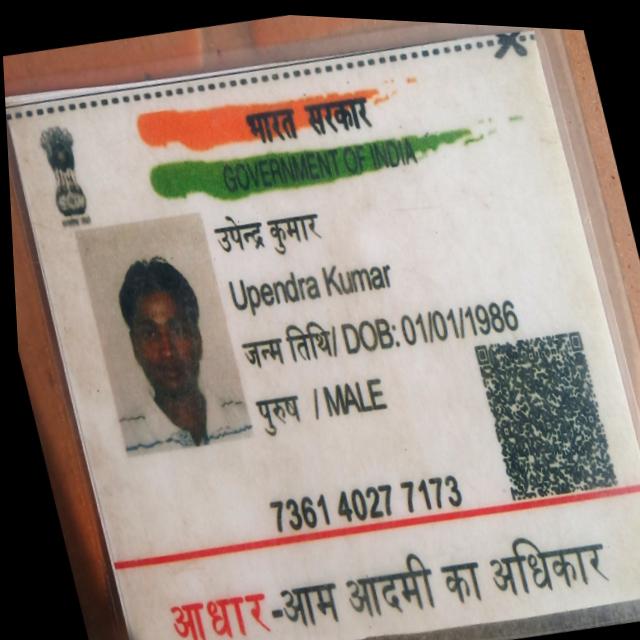 भारत सरकार
GOVERNMENT OF INDIA
उपेन्द्र कुमार
Upendra Kumar
जन्म तिथि/ DOB: 01/01/1986
पुरुष / MALE
7361 4027 7173
आधार-आम आदमी का अधिकार